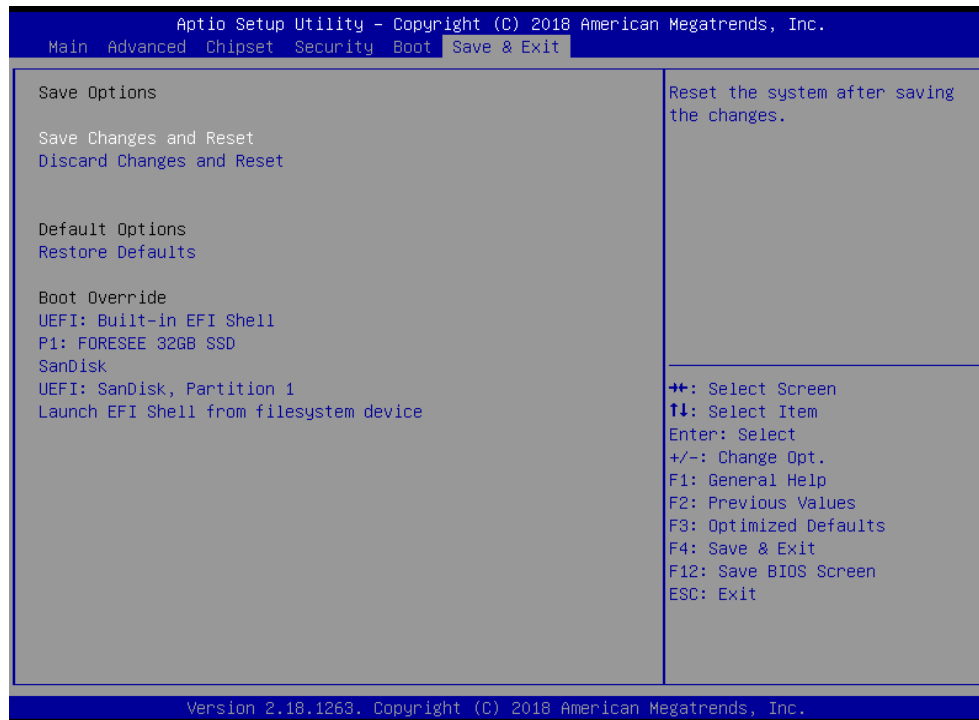 Aptio Setup Utility – Copyright (C) 2018 American Megatrends, Inc.
Main Advanced Chipset Security Boot Save & Exit
Save Options
Save Changes and Reset
Discard Changes and Reset
Default Options
Restore Defaults
Boot Override
UEFI: Built-in EFI Shell
P1: FORESEE 32GB SSD
SanDisk
UEFI: SanDisk, Partition 1
Launch EFI Shell from filesystem device
Reset the system after saving
the changes.
→←: Select Screen
↑↓: Select Item
Enter: Select
+/-: Change Opt.
F1: General Help
F2: Previous Values
F3: Optimized Defaults
F4: Save & Exit
F12: Save BIOS Screen
ESC: Exit
Version 2.18.1263. Copyright (C) 2018 American Megatrends, Inc.